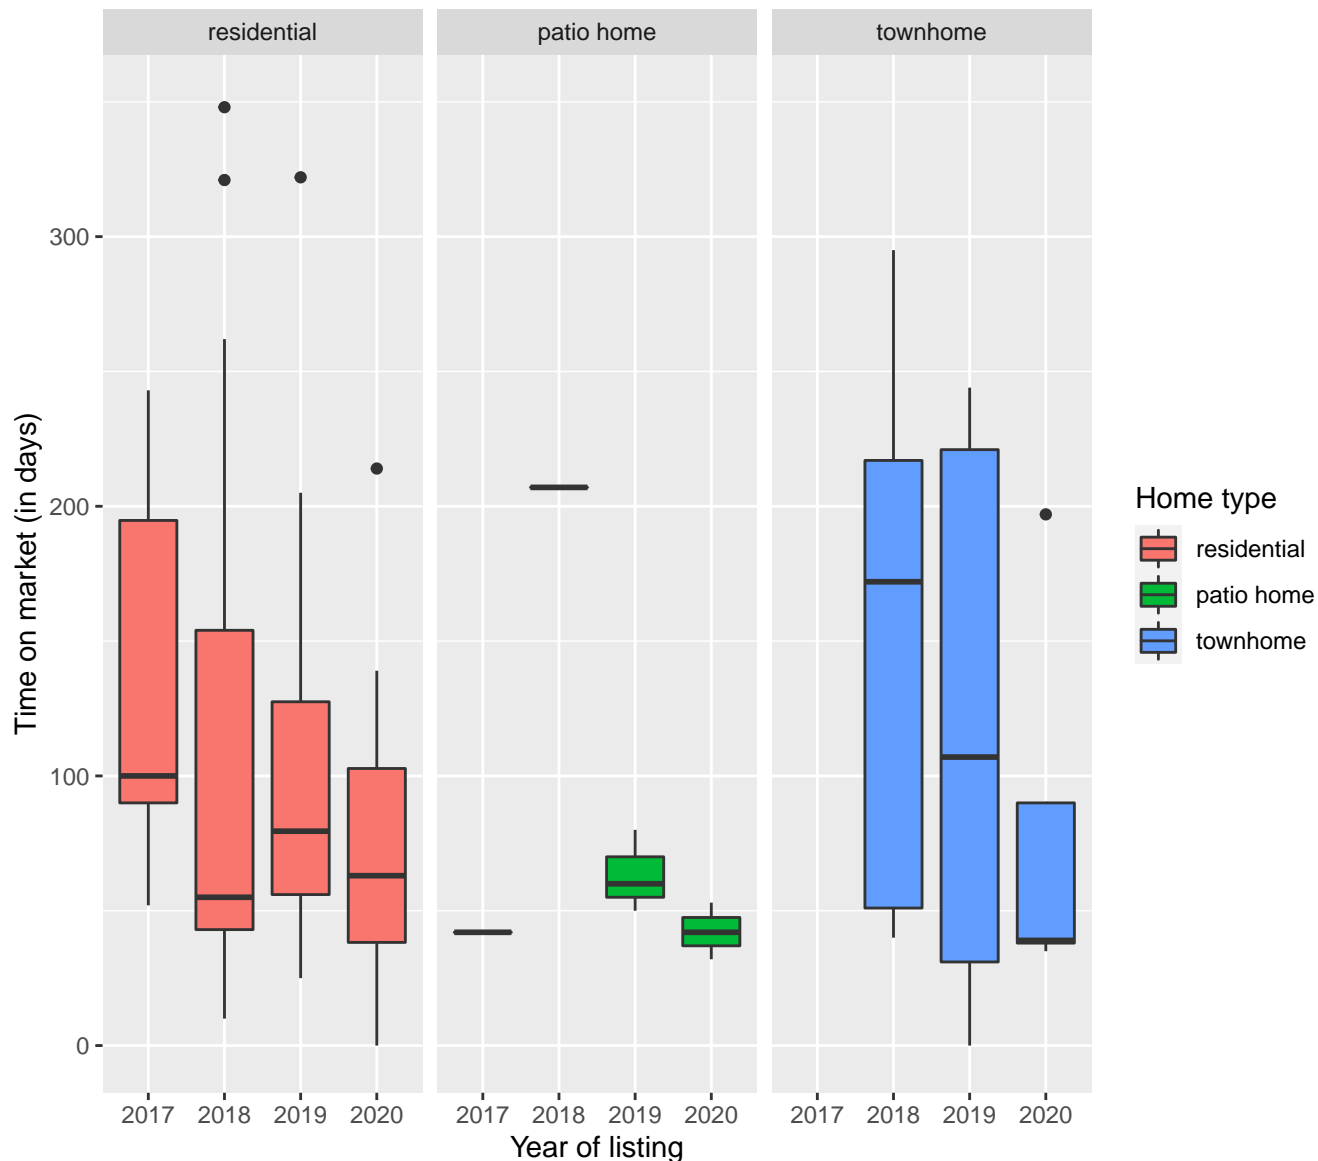 residential patio home townhome
Time on market (in days)
300
200
100
0
2017 2018 2019 2020 2017 2018 2019 2020 2017 2018 2019 2020
Year of listing
Home type
residential
patio home
townhome